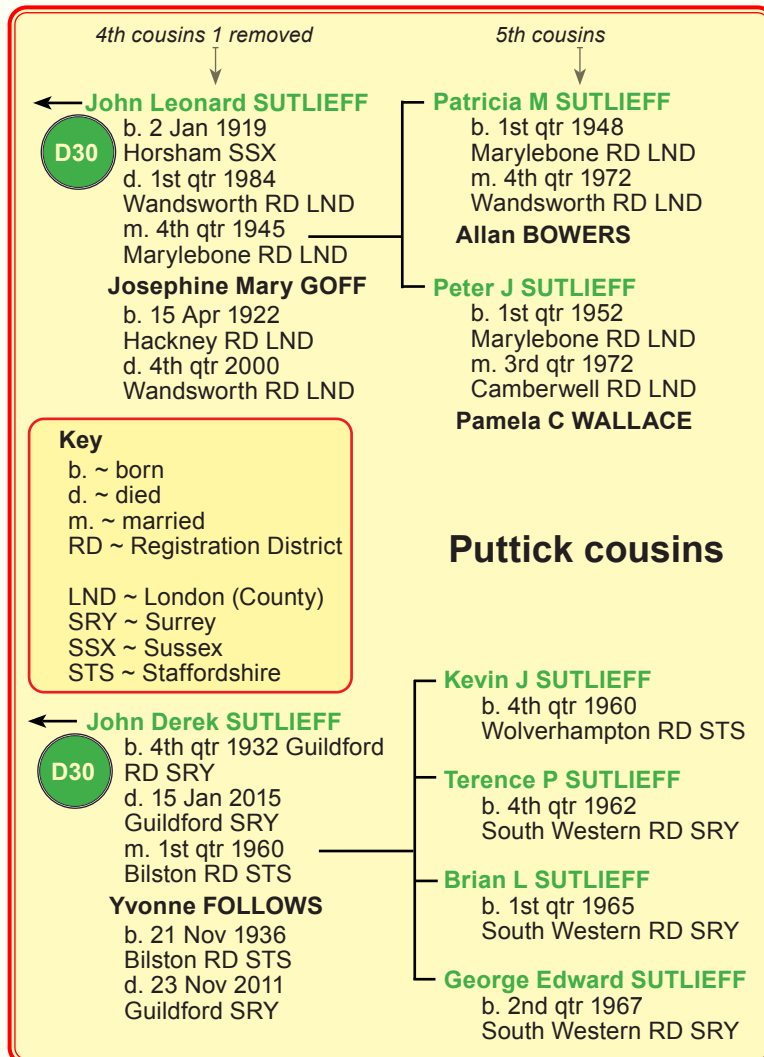 4th cousins 1 removed
5th cousins
John Leonard SUTLIEFF
D30
b. 2 Jan 1919
Horsham SSX
d. 1st qtr 1984
Wandsworth RD LND
m. 4th qtr 1945
Marylebone RD LND
Josephine Mary GOFF
b. 15 Apr 1922
Hackney RD LND
d. 4th qtr 2000
Wandsworth RD LND
Patricia M SUTLIEFF
b. 1st qtr 1948
Marylebone RD LND
m. 4th qtr 1972
Wandsworth RD LND
Allan BOWERS
Peter J SUTLIEFF
b. 1st qtr 1952
Marylebone RD LND
m. 3rd qtr 1972
Camberwell RD LND
Pamela C WALLACE
Key
b. ~ born
d. ~ died
m. ~ married
RD ~ Registration District
LND ~ London (County)
SRY ~ Surrey
SSX ~ Sussex
STS ~ Staffordshire
Puttick cousins
John Derek SUTLIEFF
D30
b. 4th qtr 1932 Guildford
RD SRY
d. 15 Jan 2015
Guildford SRY
m. 1st qtr 1960
Bilston RD STS
Yvonne FOLLOWS
b. 21 Nov 1936
Bilston RD STS
d. 23 Nov 2011
Guildford SRY
Kevin J SUTLIEFF
b. 4th qtr 1960
Wolverhampton RD STS
Terence P SUTLIEFF
b. 4th qtr 1962
South Western RD SRY
Brian L SUTLIEFF
b. 1st qtr 1965
South Western RD SRY
George Edward SUTLIEFF
b. 2nd qtr 1967
South Western RD SRY